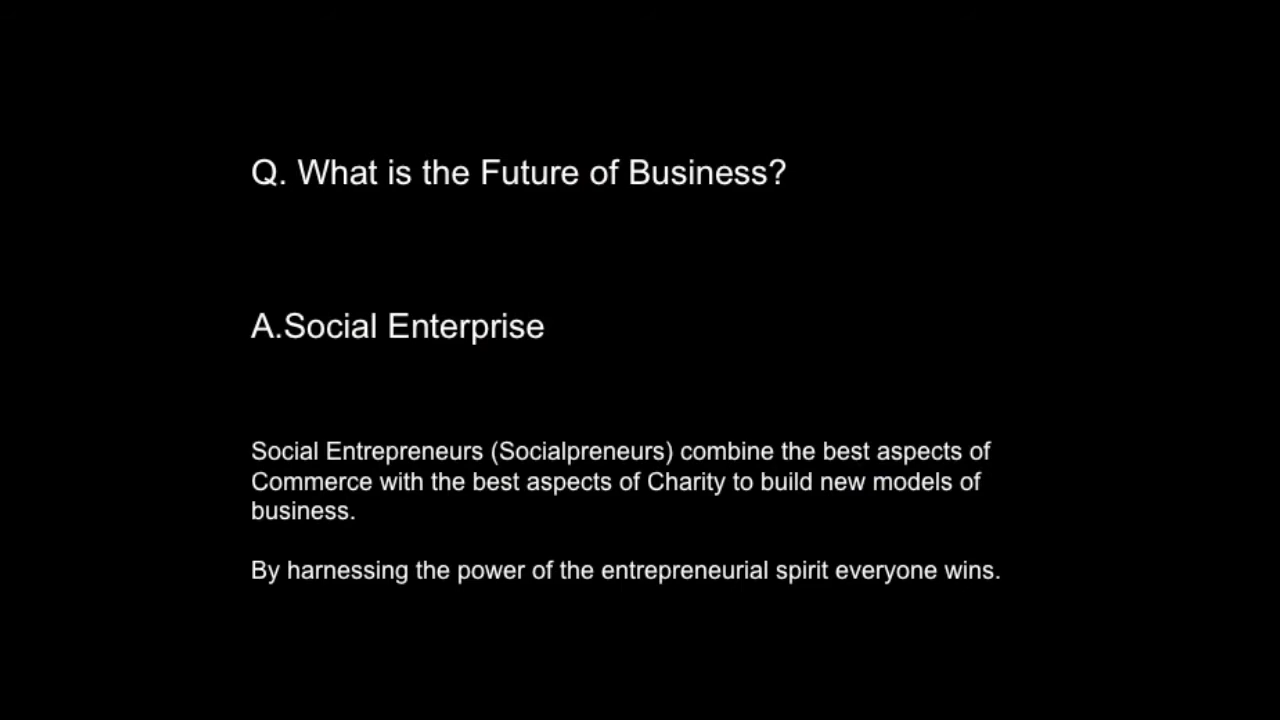 Q. What is the Future of Business?
A.Social Enterprise
Social Entrepreneurs (Socialpreneurs) combine the best aspects of
Commerce with the best aspects of Charity to build new models of
business.
By harnessing the power of the entrepreneurial spirit everyone wins.